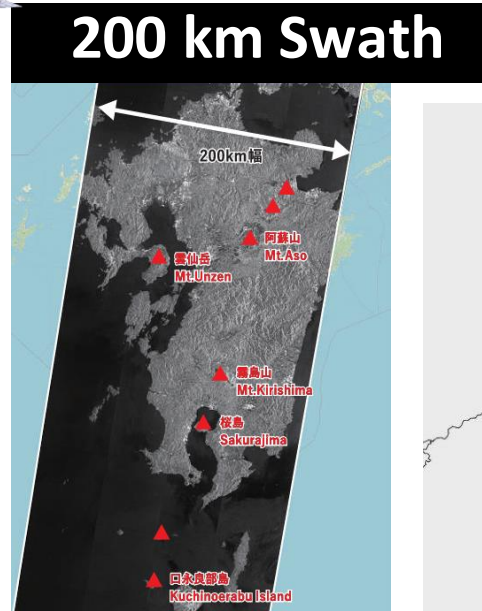 200 km Swath
200km幅
阿蘇山
Mt.Aso
雲仙岳
Mt.Unzen
霧島山
Mt.Kirishima
桜島
Sakurajima
口永良部島
Kuchinoerabu Island